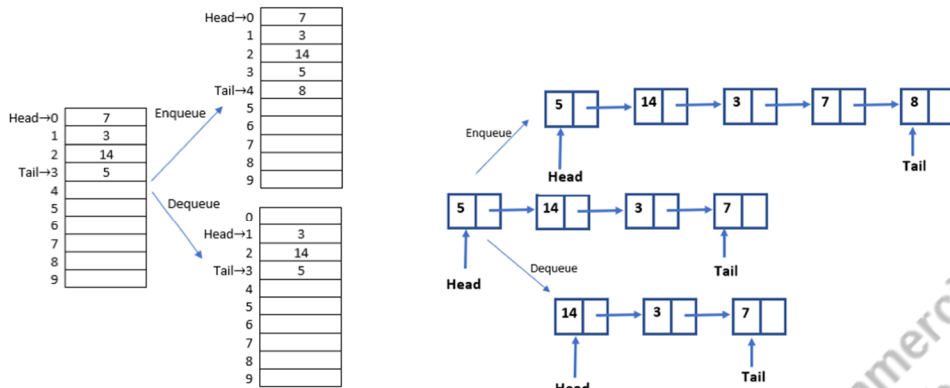 Head→0 7
1 3
2 14
3 5
Tail→4 8
5
6
7
8
9
Enqueue
Head→0 7
1 3
2 14
Tail→3 5
4
5
6
7
8
9
Dequeue
0
Head→1 3
2 14
Tail→3 5
4
5
6
7
8
9
5 14 3 7 8
Enqueue
Head
Tail
5 14 3 7
Head
Tail
Dequeue
14 3 7
Head
Tail